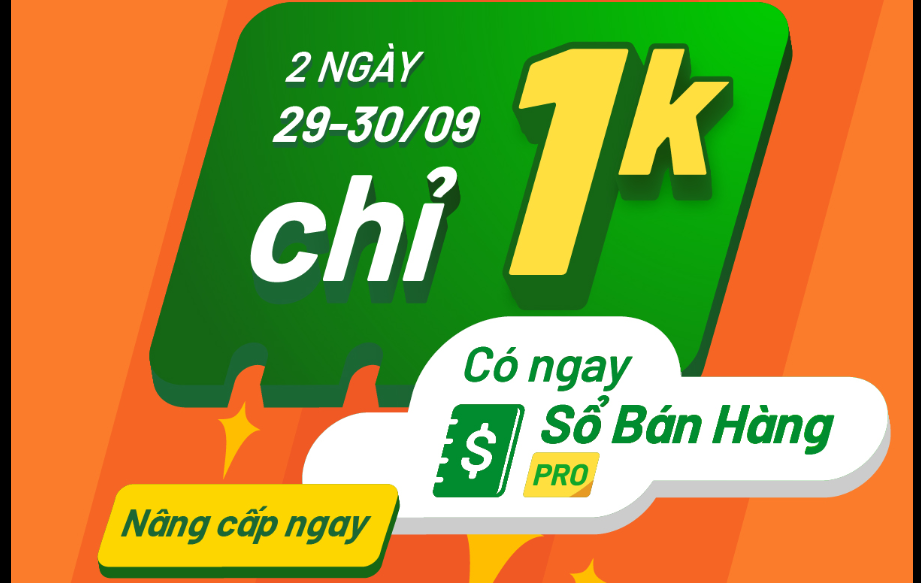 2 NGÀY
29-30/09
chỉ 1k
Có ngay
$ Sổ Bán Hàng
PRO
Nâng cấp ngay